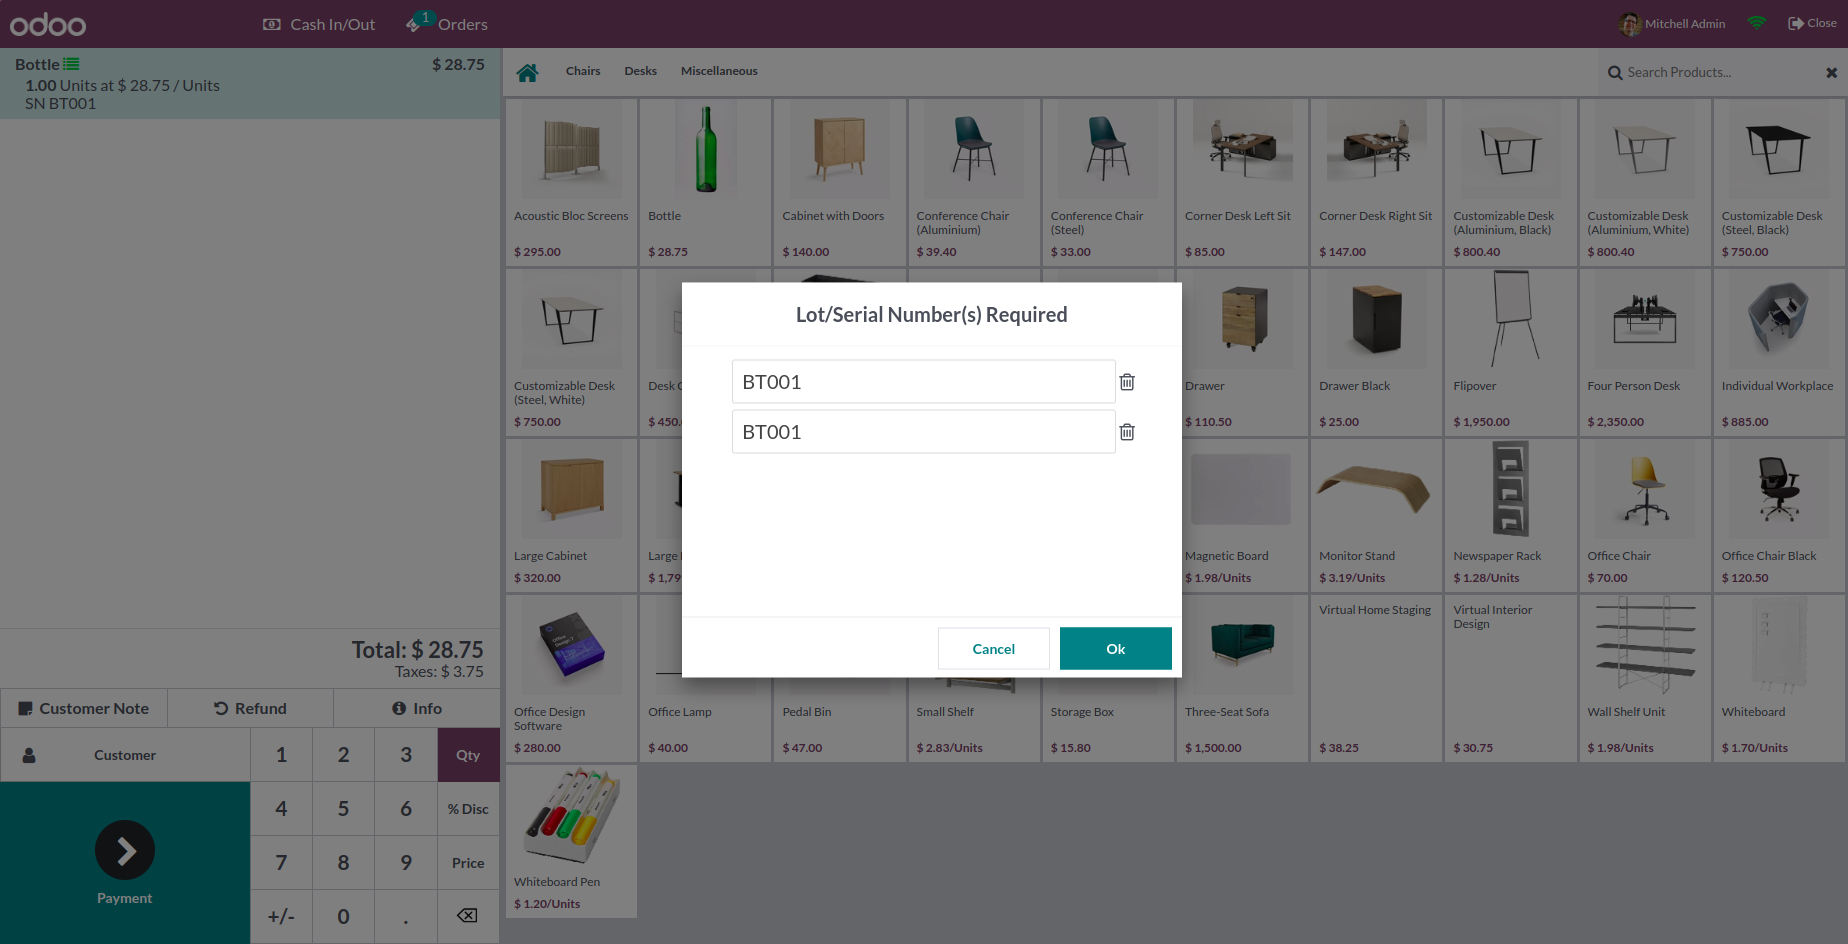 odoo
Cash In/Out
1
Orders
Mitchell Admin
Close
Bottle
$ 28.75
1.00 Units at $ 28.75 / Units
SN BT001
Chairs
Desks
Miscellaneous
Search Products...
Acoustic Bloc Screens
$ 295.00
Bottle
$ 28.75
Cabinet with Doors
$ 140.00
Conference Chair
(Aluminium)
$ 39.40
Conference Chair
(Steel)
$ 33.00
Corner Desk Left Sit
$ 85.00
Corner Desk Right Sit
$ 147.00
Customizable Desk
(Aluminium, Black)
$ 800.40
Customizable Desk
(Aluminium, White)
$ 800.40
Customizable Desk
(Steel, Black)
$ 750.00
Customizable Desk
(Steel, White)
$ 750.00
Desk
$ 450.
Drawer
$ 110.50
Drawer Black
$ 25.00
Flipover
$ 1,950.00
Four Person Desk
$ 2,350.00
Individual Workplace
$ 885.00
Large Cabinet
$ 320.00
Large
$ 1,79
Magnetic Board
$ 1.98/Units
Monitor Stand
$ 3.19/Units
Newspaper Rack
$ 1.28/Units
Office Chair
$ 70.00
Office Chair Black
$ 120.50
Office Design
Software
$ 280.00
Office Lamp
$ 40.00
Pedal Bin
$ 47.00
Small Shelf
$ 2.83/Units
Storage Box
$ 15.80
Three-Seat Sofa
$ 1,500.00
Virtual Home Staging
$ 38.25
Virtual Interior
Design
$ 30.75
Wall Shelf Unit
$ 1.98/Units
Whiteboard
$ 1.70/Units
Whiteboard Pen
$ 1.20/Units
Lot/Serial Number(s) Required
BT001
BT001
Cancel
Ok
Total: $ 28.75
Taxes: $ 3.75
Customer Note
Refund
Info
Customer
1
2
3
Qty
4
5
6
% Disc
7
8
9
Price
+/-
0
.
Payment